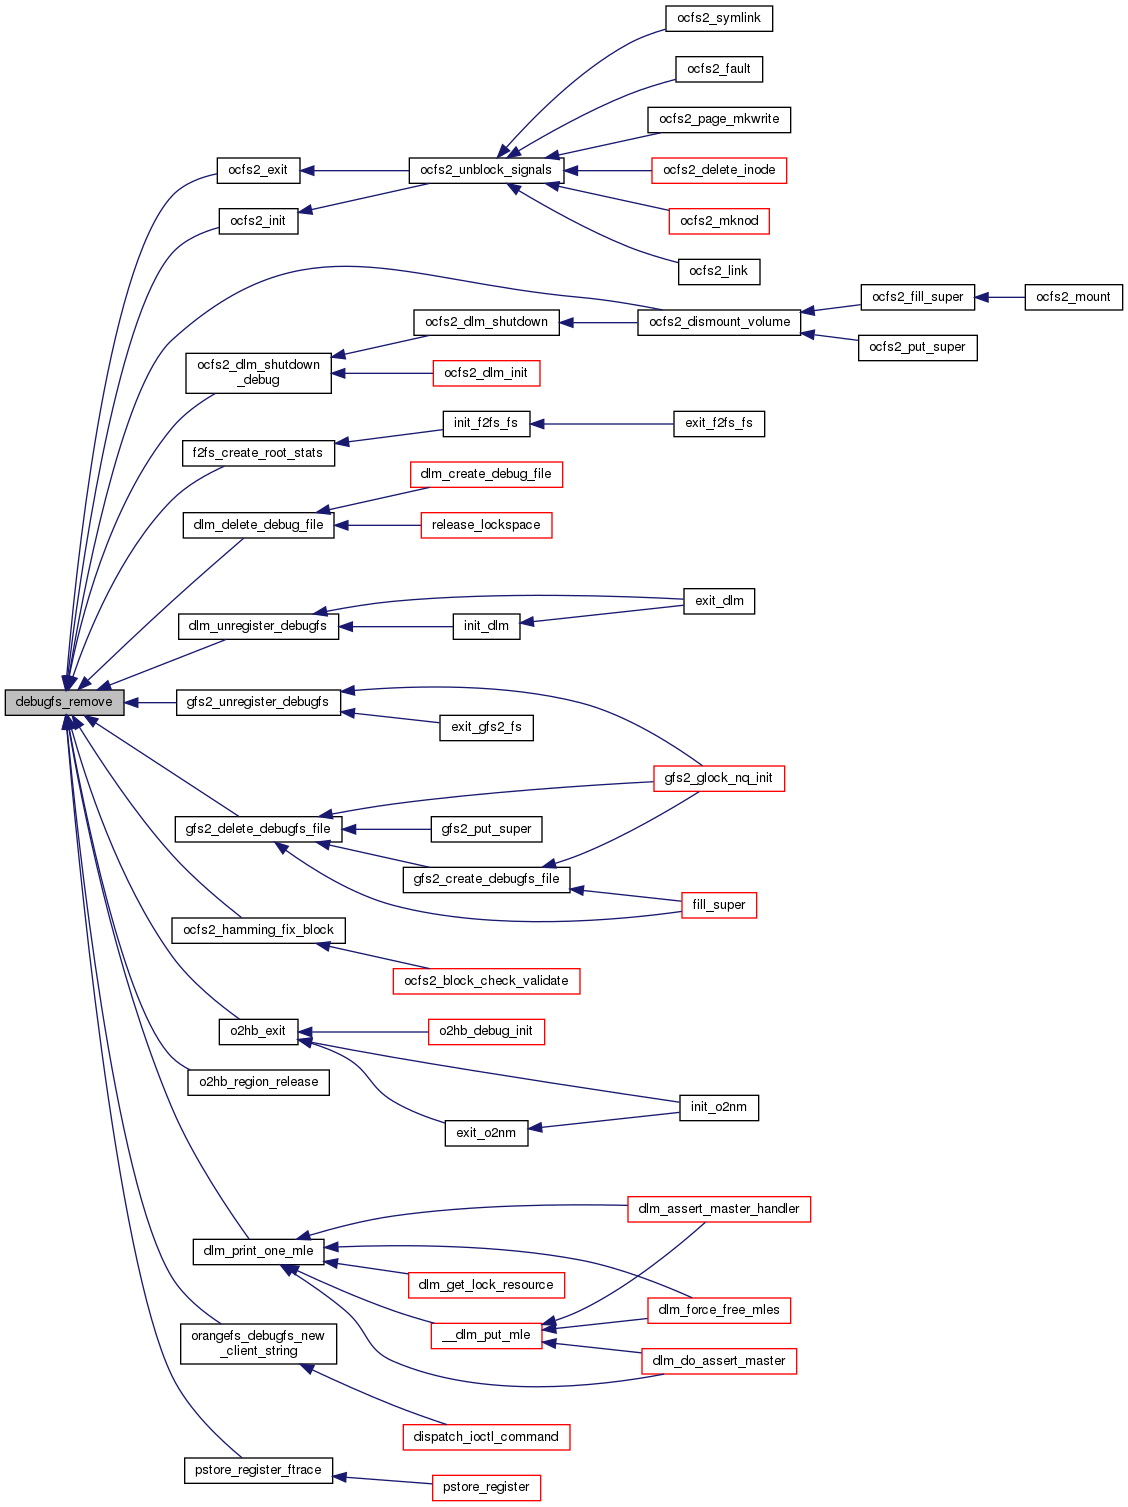 ocfs2_symlink
ocfs2_fault
ocfs2_page_mkwrite
ocfs2_exit
ocfs2_unblock_signals
ocfs2_delete_inode
ocfs2_init
ocfs2_mknod
ocfs2_link
ocfs2_fill_super
ocfs2_mount
ocfs2_dlm_shutdown
ocfs2_dismount_volume
ocfs2_put_super
ocfs2_dlm_shutdown
_debug
ocfs2_dlm_init
init_f2fs_fs
exit_f2fs_fs
f2fs_create_root_stats
dlm_create_debug_file
dlm_delete_debug_file
release_lockspace
exit_dlm
dlm_unregister_debugfs
init_dlm
debugfs_remove
gfs2_unregister_debugfs
exit_gfs2_fs
gfs2_glock_nq_init
gfs2_delete_debugfs_file
gfs2_put_super
gfs2_create_debugfs_file
fill_super
ocfs2_hamming_fix_block
ocfs2_block_check_validate
o2hb_exit
o2hb_debug_init
o2hb_region_release
init_o2nm
exit_o2nm
dlm_assert_master_handler
dlm_print_one_mle
dlm_get_lock_resource
dlm_force_free_mles
__dlm_put_mle
orangefs_debugfs_new
_client_string
dlm_do_assert_master
dispatch_ioctl_command
pstore_register_ftrace
pstore_register